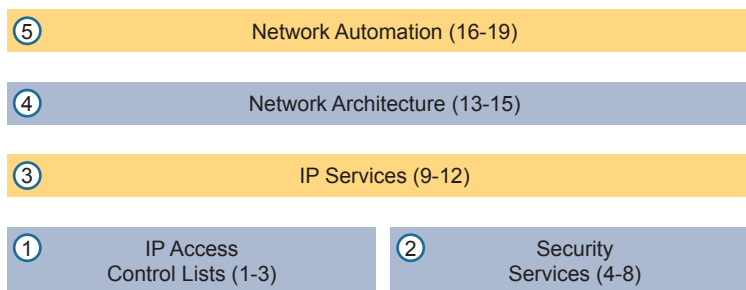 5 Network Automation (16-19)
4 Network Architecture (13-15)
3 IP Services (9-12)
1 IP Access
Control Lists (1-3)
2 Security
Services (4-8)